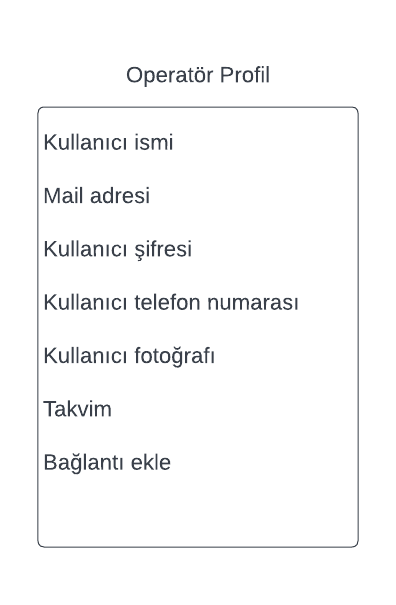 Operatör Profil
Kullanıcı ismi
Mail adresi
Kullanıcı şifresi
Kullanıcı telefon numarası
Kullanıcı fotoğrafı
Takvim
Bağlantı ekle